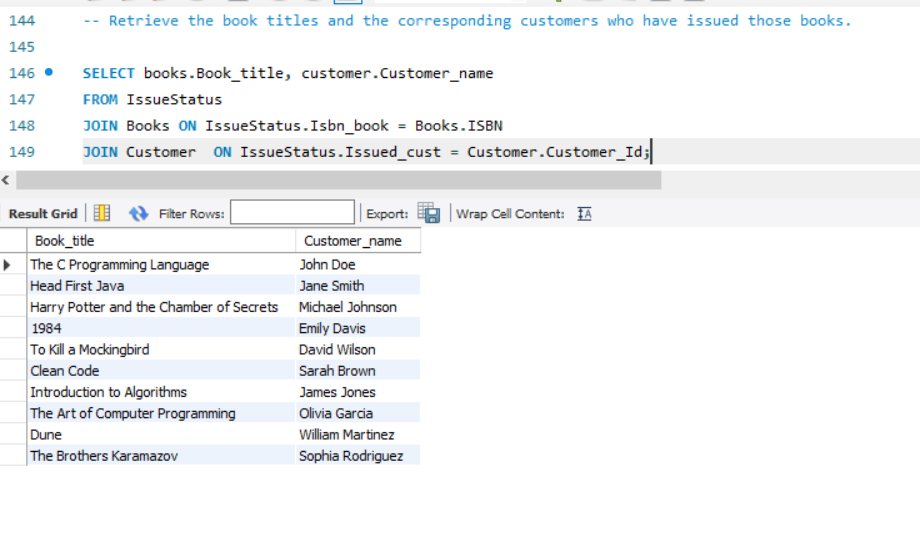 144 -- Retrieve the book titles and the corresponding customers who have issued those books.
145
146 SELECT books.Book_title, customer.Customer_name
147 FROM IssueStatus
148 JOIN Books ON IssueStatus.Isbn_book = Books.ISBN
149 JOIN Customer  ON IssueStatus.Issued_cust = Customer.Customer_Id;
Result Grid Filter Rows: Export: Wrap Cell Content:
Book_title Customer_name
The C Programming Language John Doe
Head First Java Jane Smith
Harry Potter and the Chamber of Secrets Michael Johnson
1984 Emily Davis
To Kill a Mockingbird David Wilson
Clean Code Sarah Brown
Introduction to Algorithms James Jones
The Art of Computer Programming Olivia Garcia
Dune William Martinez
The Brothers Karamazov Sophia Rodriguez